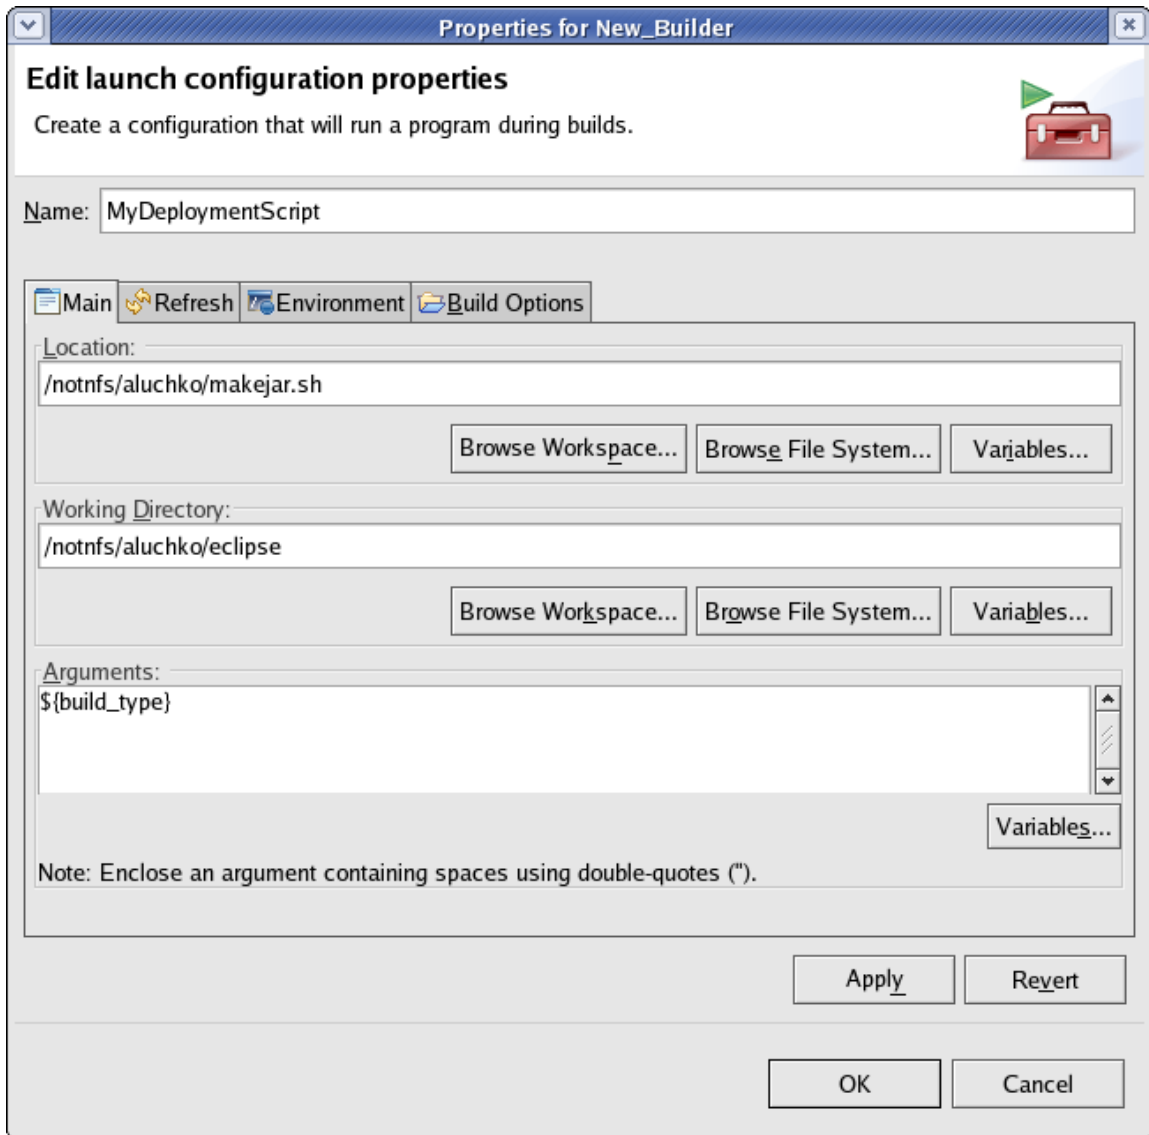 Properties for New_Builder
Edit launch configuration properties
Create a configuration that will run a program during builds.
Name: MyDeploymentScript
Main Refresh Environment Build Options
Location:
/notnfs/aluchko/makejar.sh
Browse Workspace... Browse File System... Variables...
Working Directory:
/notnfs/aluchko/eclipse
Browse Workspace... Browse File System... Variables...
Arguments:
${build_type}
Variables...
Note: Enclose an argument containing spaces using double-quotes (").
Apply Revert
OK Cancel